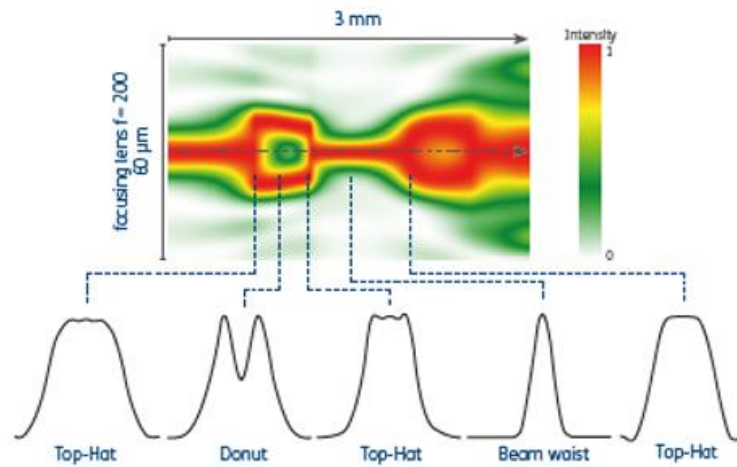 3 mm
Intensity
1
focusing lens f = 200
60 µm
0
Top-Hat
Donut
Top-Hat
Beam waist
Top-Hat